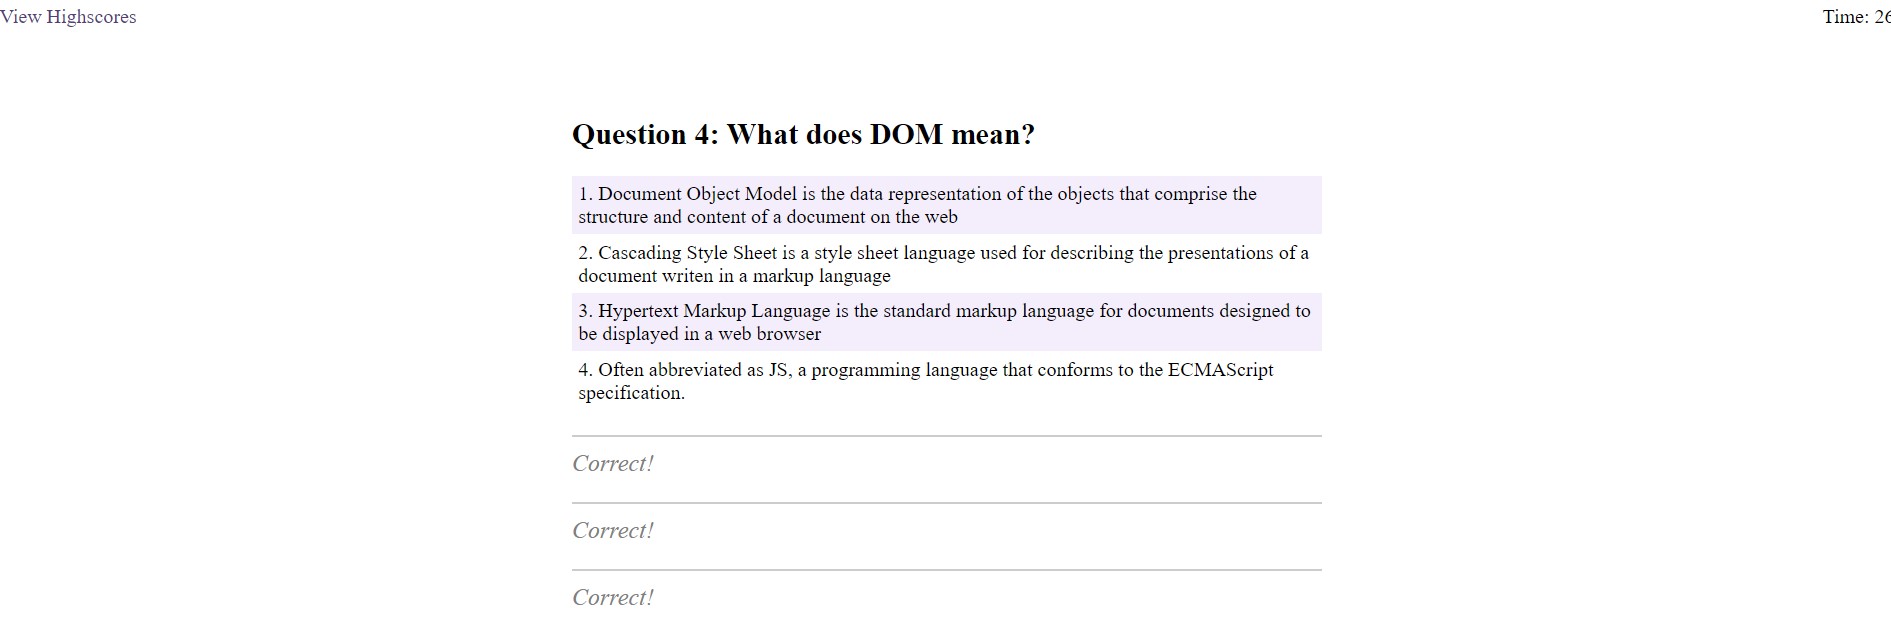 View Highscores
Time: 26
Question 4: What does DOM mean?
1. Document Object Model is the data representation of the objects that comprise the
structure and content of a document on the web
2. Cascading Style Sheet is a style sheet language used for describing the presentations of a
document writen in a markup language
3. Hypertext Markup Language is the standard markup language for documents designed to
be displayed in a web browser
4. Often abbreviated as JS, a programming language that conforms to the ECMAScript
specification.
Correct!
Correct!
Correct!